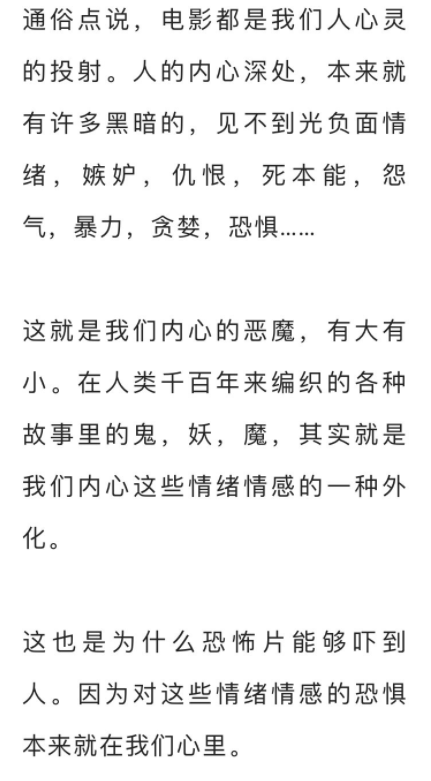 通俗点说，电影都是我们人心灵
的投射。人的内心深处，本来就
有许多黑暗的，见不到光负面情
绪，嫉妒，仇恨，死本能，怨
气，暴力，贪婪，恐惧……
这就是我们内心的恶魔，有大有
小。在人类千百年来编织的各种
故事里的鬼，妖，魔，其实就是
我们内心这些情绪情感的一种外
化。
这也是为什么恐怖片能够吓到
人。因为对这些情绪情感的恐惧
本来就在我们心里。